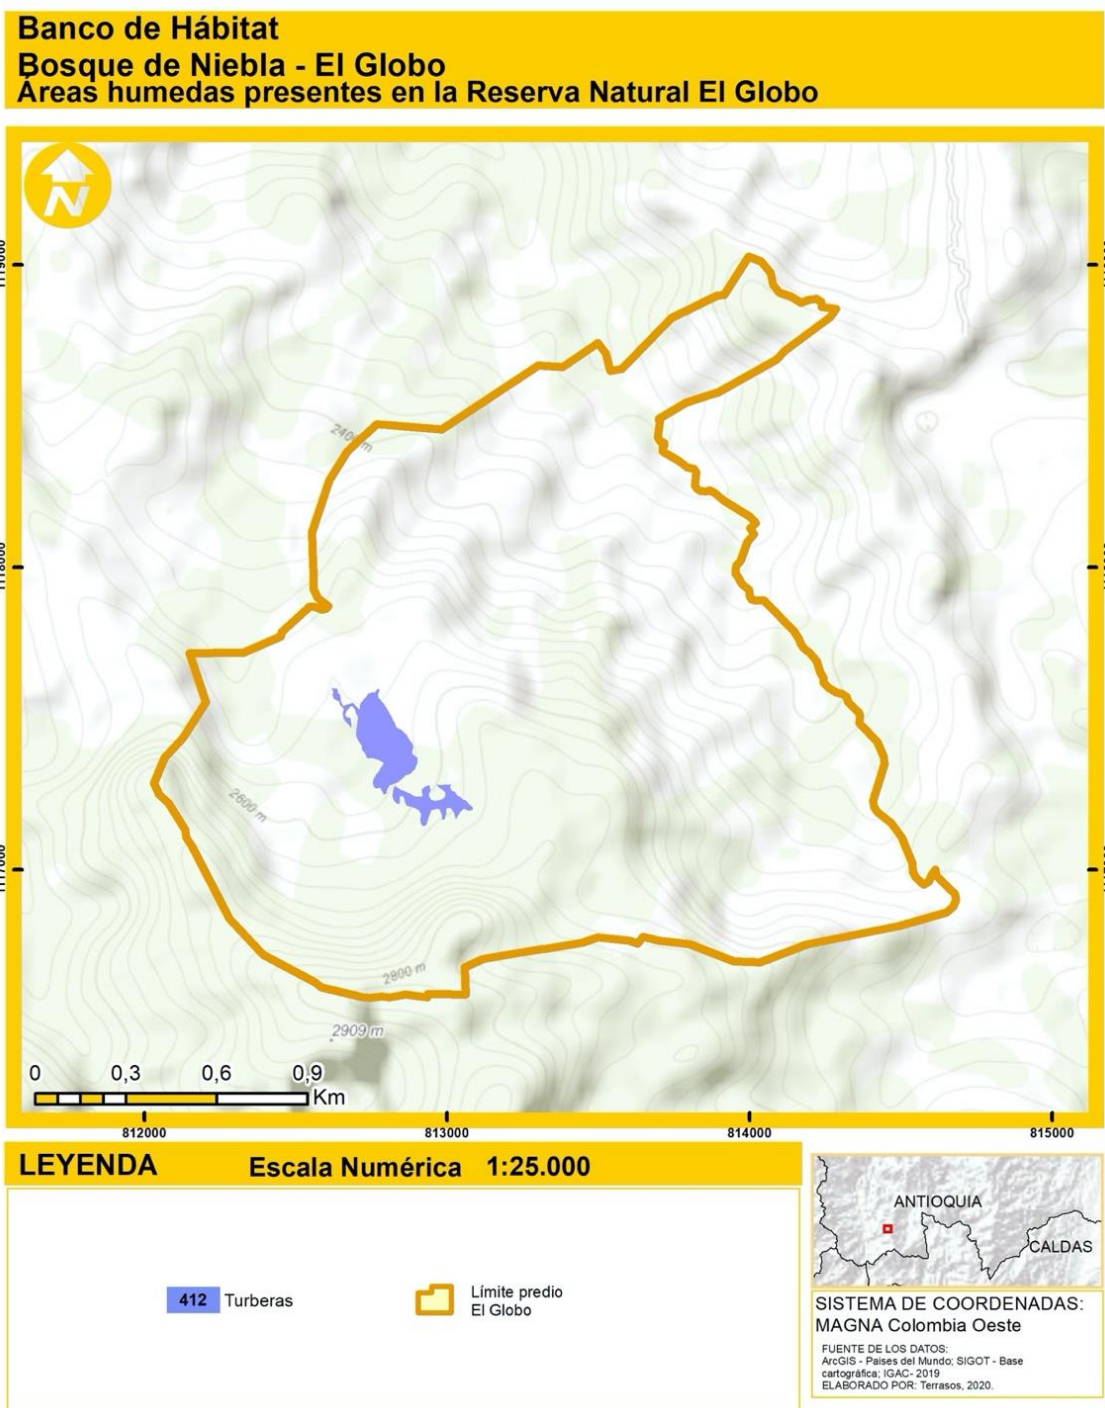 Banco de Hábitat
Bosque de Niebla - El Globo
Áreas humedas presentes en la Reserva Natural El Globo
N
2400 m
2600 m
2800 m
2909 m
0 0,3 0,6 0,9
Km
812000 813000 814000 815000
LEYENDA Escala Numérica 1:25.000
412 Turberas
Límite predio
El Globo
ANTIOQUIA
CALDAS
SISTEMA DE COORDENADAS:
MAGNA Colombia Oeste
FUENTE DE LOS DATOS:
ArcGIS - Paises del Mundo; SIGOT - Base
cartográfica; IGAC- 2019
ELABORADO POR: Terrasos, 2020.